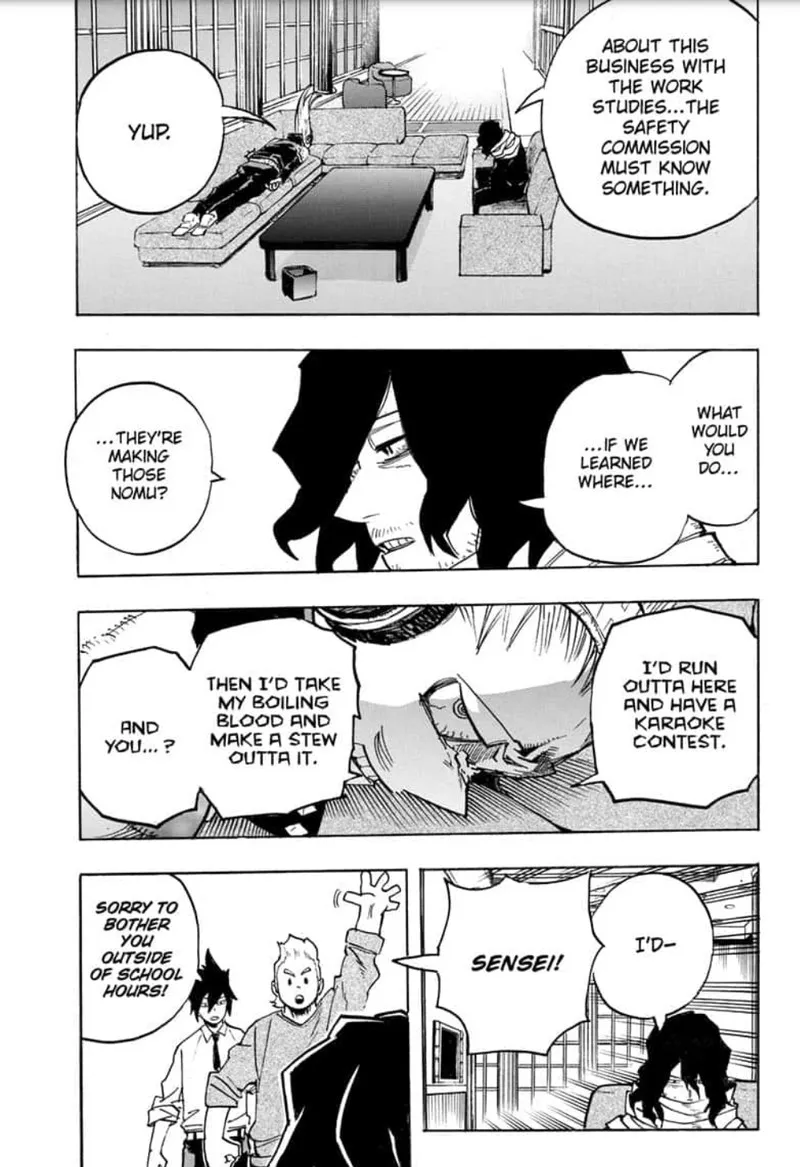 ABOUT THIS
BUSINESS WITH
THE WORK
STUDIES...THE
SAFETY
COMMISSION
MUST KNOW
SOMETHING.
YUP.
WHAT
WOULD
YOU
DO...
...IF WE
LEARNED
WHERE...
...THEY'RE
MAKING
THOSE
NOMU?
I'D RUN
OUTTA HERE
AND HAVE A
KARAOKE
CONTEST.
THEN I'D TAKE
MY BOILING
BLOOD AND
MAKE A STEW
OUTTA IT.
AND
YOU...?
I'D-
SENSEI!
SORRY TO
BOTHER
YOU
OUTSIDE
OF SCHOOL
HOURS!